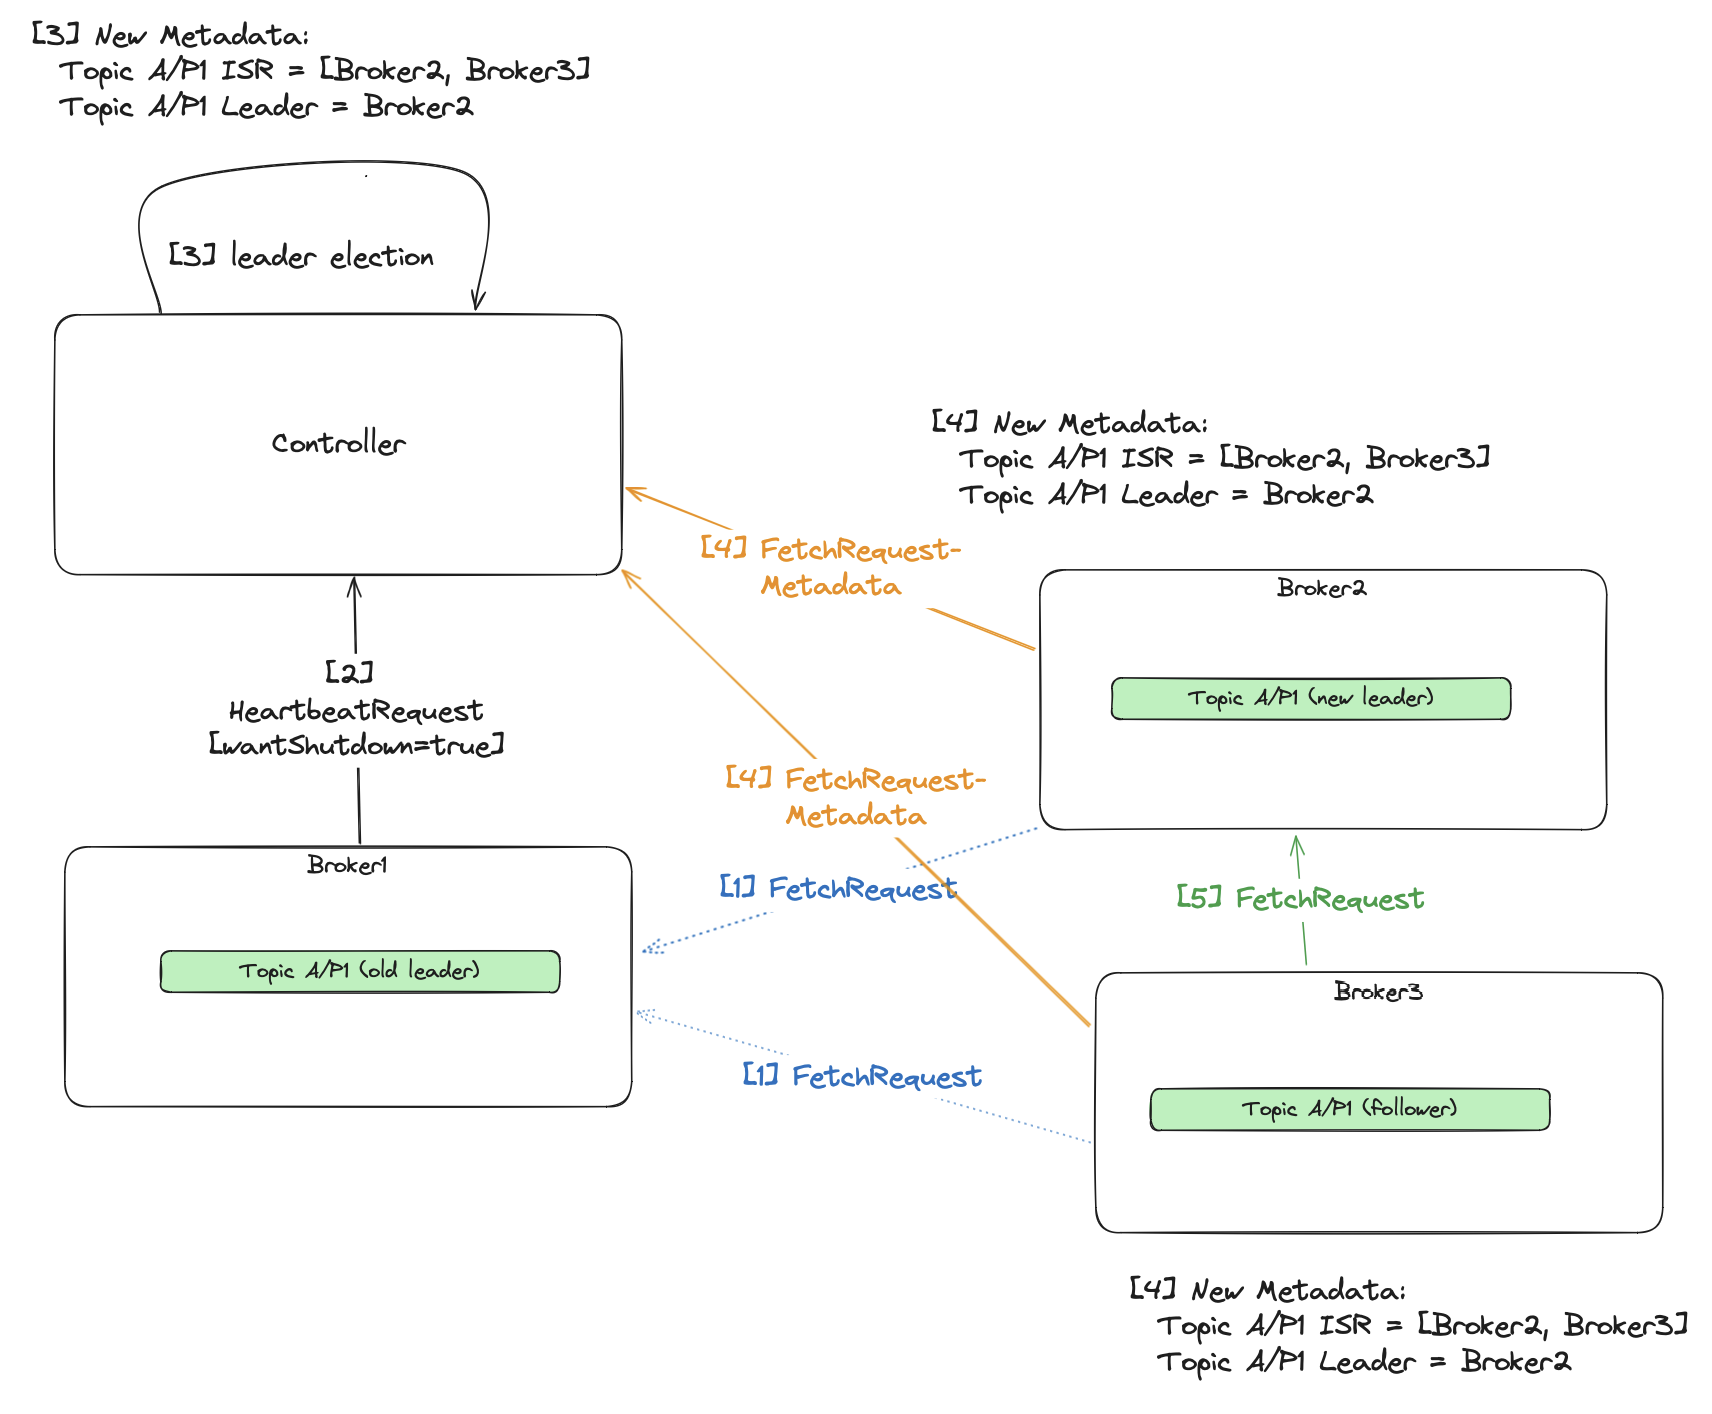 [3] New Metadata:
Topic A/P1 ISR = [Broker2, Broker3]
Topic A/P1 Leader = Broker2
[3] leader election
Controller
[4] New Metadata:
Topic A/P1 ISR = [Broker2, Broker3]
Topic A/P1 Leader = Broker2
[4] FetchRequest-
Metadata
Broker2
Topic A/P1 (new leader)
[2]
HeartbeatRequest
[wantShutdown=true]
[4] FetchRequest-
Metadata
Broker1
[1] FetchRequest
[5] FetchRequest
Topic A/P1 (old leader)
Broker3
[1] FetchRequest
Topic A/P1 (follower)
[4] New Metadata:
Topic A/P1 ISR = [Broker2, Broker3]
Topic A/P1 Leader = Broker2